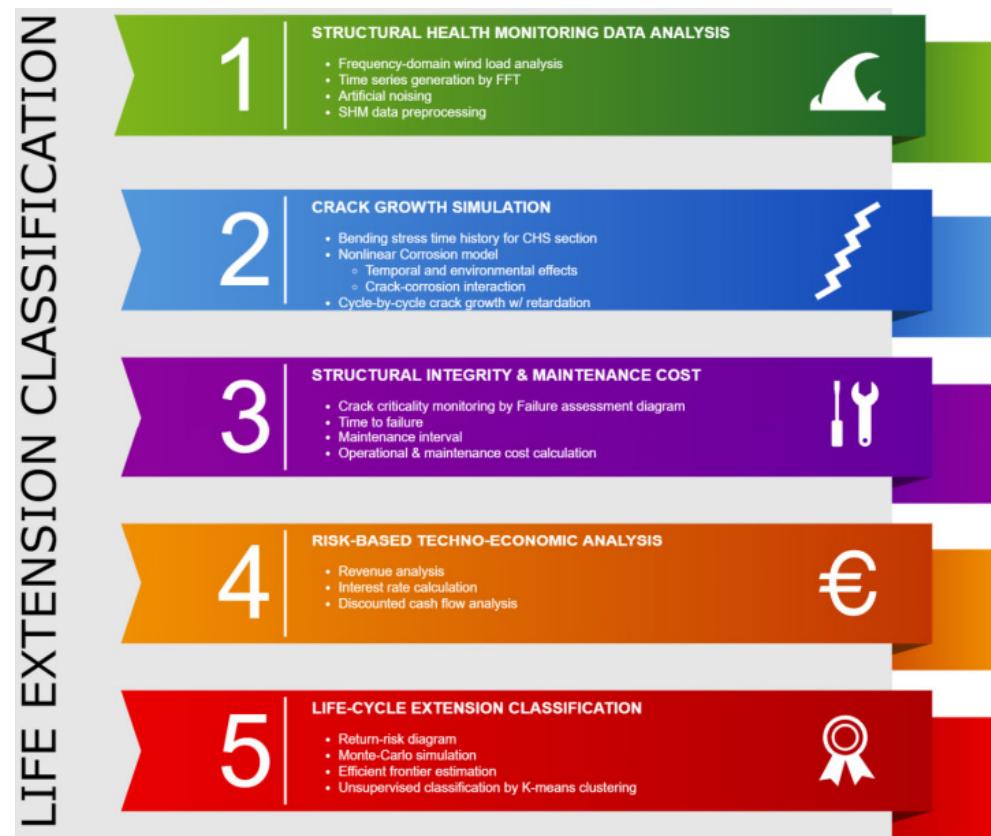 LIFE EXTENSION CLASSIFICATION
1
STRUCTURAL HEALTH MONITORING DATA ANALYSIS
• Frequency-domain wind load analysis
• Time series generation by FFT
• Artificial noising
• SHM data preprocessing
2
CRACK GROWTH SIMULATION
• Bending stress time history for CHS section
• Nonlinear Corrosion model
◦ Temporal and environmental effects
◦ Crack-corrosion interaction
• Cycle-by-cycle crack growth w/ retardation
3
STRUCTURAL INTEGRITY & MAINTENANCE COST
• Crack criticality monitoring by Failure assessment diagram
• Time to failure
• Maintenance interval
• Operational & maintenance cost calculation
4
RISK-BASED TECHNO-ECONOMIC ANALYSIS
• Revenue analysis
• Interest rate calculation
• Discounted cash flow analysis
€
5
LIFE-CYCLE EXTENSION CLASSIFICATION
• Return-risk diagram
• Monte-Carlo simulation
• Efficient frontier estimation
• Unsupervised classification by K-means clustering